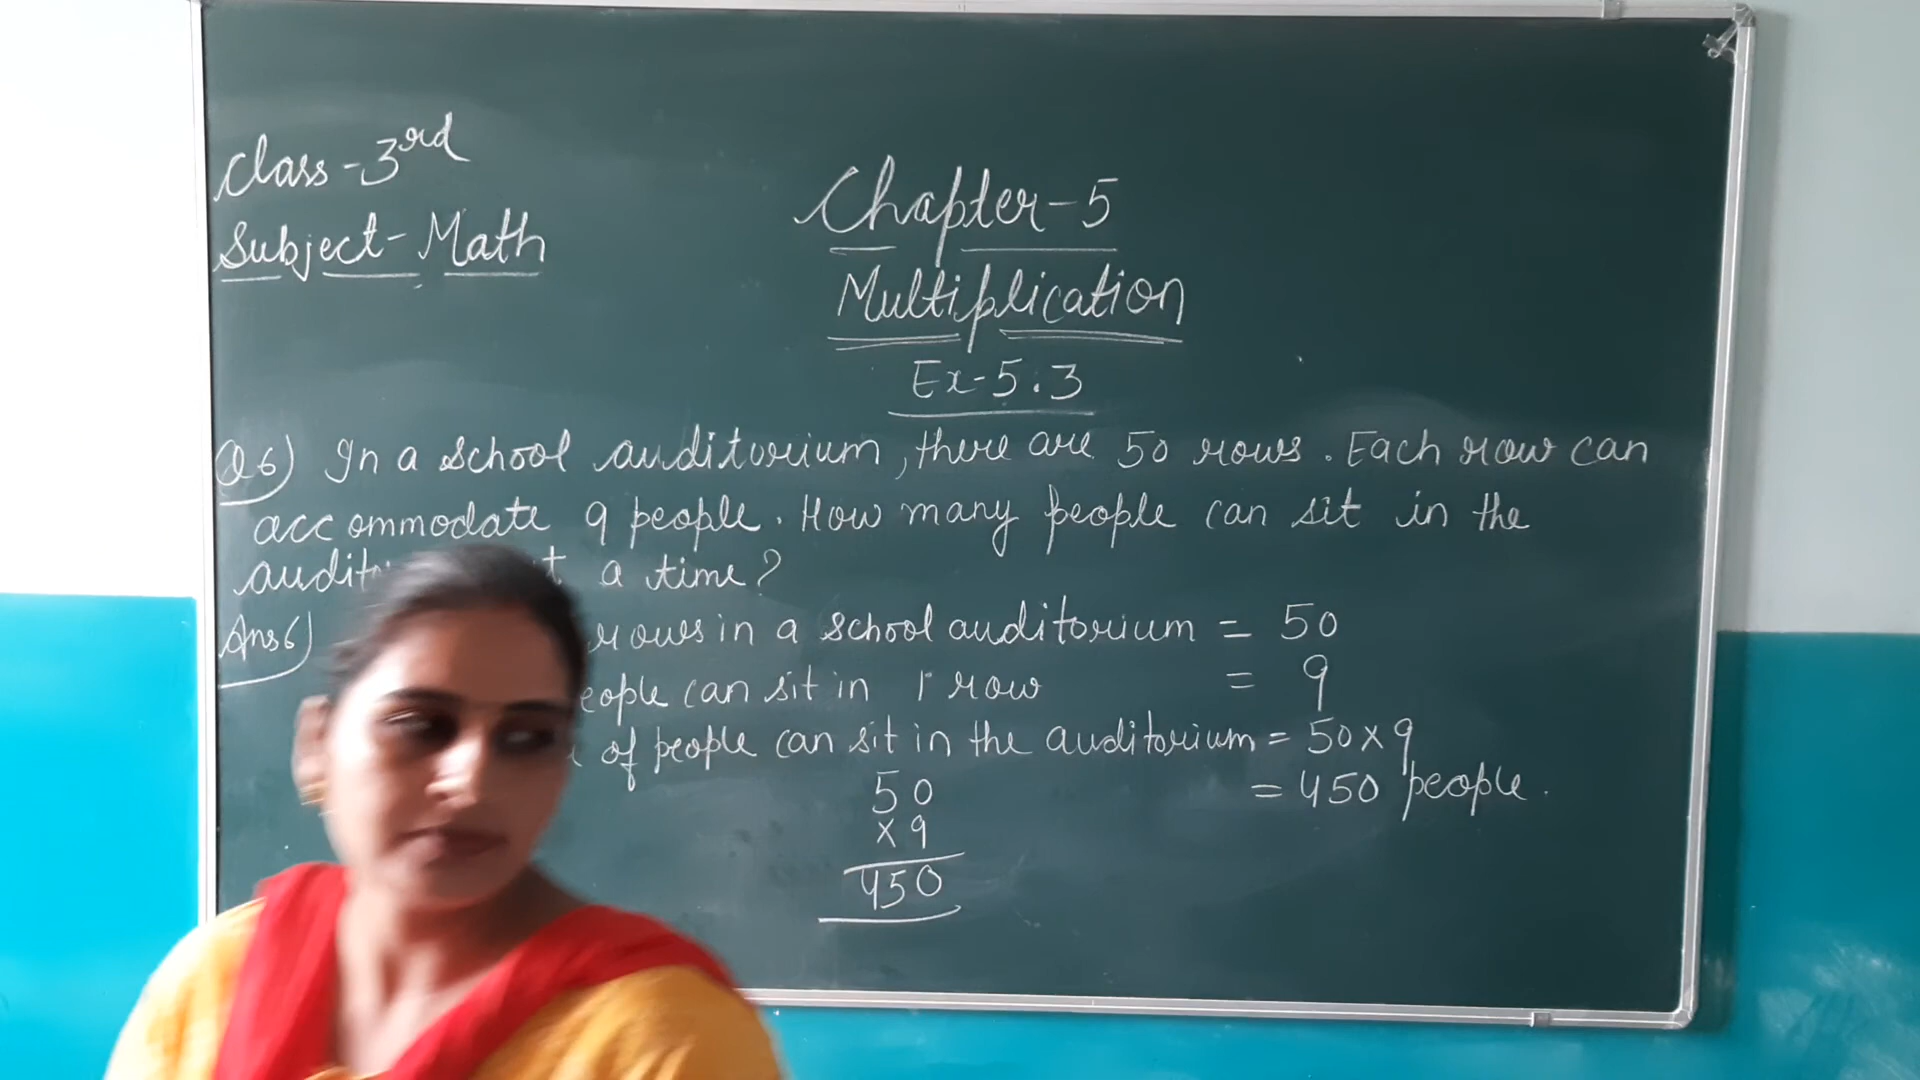 Class-3rd
Subject-Math
Chapter-5
Multiplication
Ex-5.3
Q6) In a school auditorium, there are 50 rows. Each row can
accommodate 9 people. How many people can sit in the
a time?
Ans6) rows in a school auditorium = 50
can sit in 1 row = 9
of people can sit in the auditorium = 50×9
= 450 people.
50
×9
450